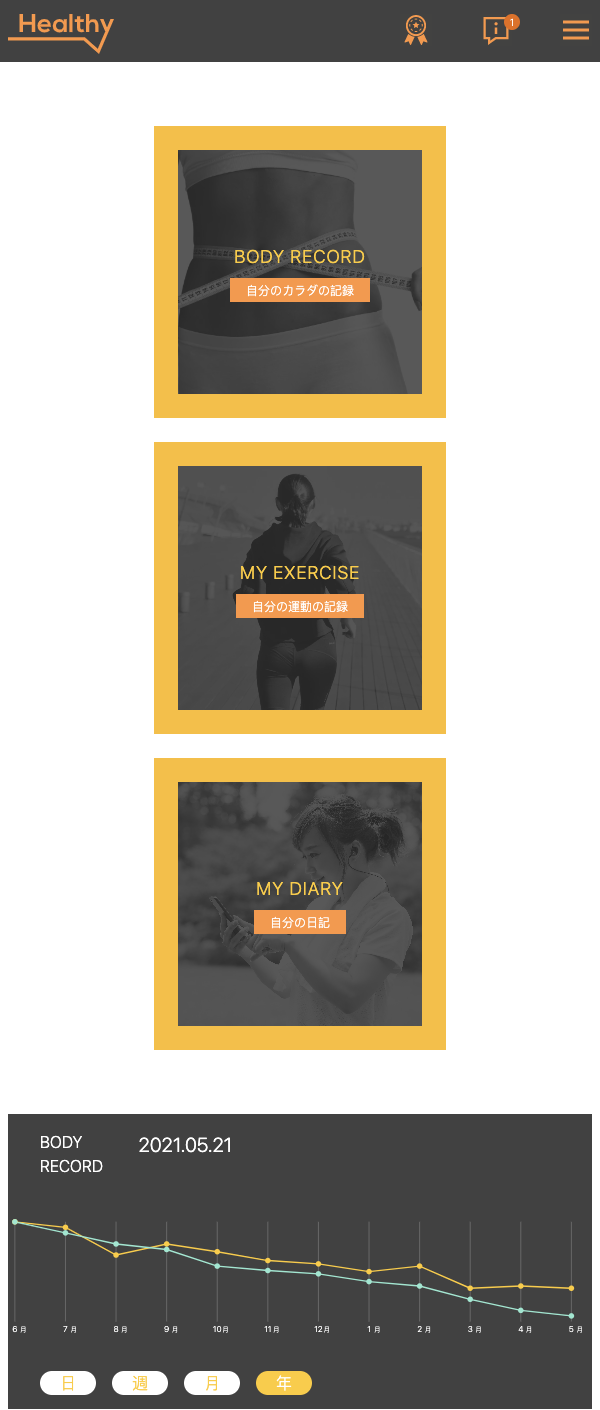 Healthy
1
BODY RECORD
自分のカラダの記録
MY EXERCISE
自分の運動の記録
MY DIARY
自分の日記
BODY
RECORD
2021.05.21
6 月 7 月 8 月 9 月 10月 11月 12月 1 月 2 月 3 月 4 月 5 月
日 週 月 年